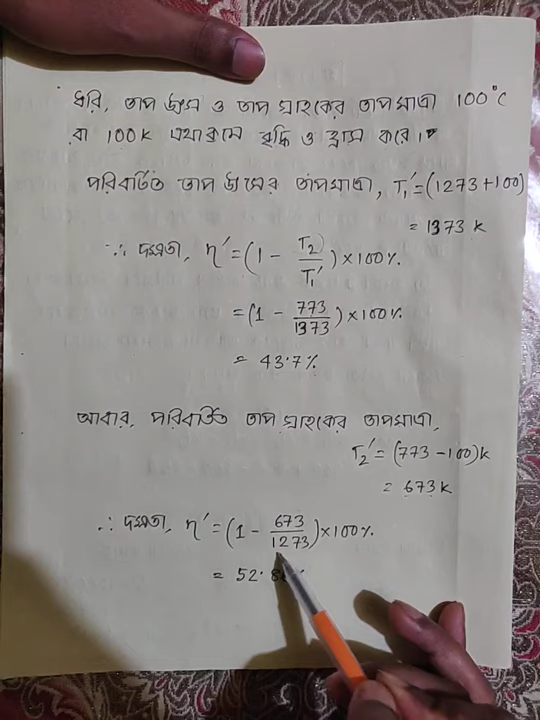 ধরি, তাপ উৎস ও তাপ গ্রাহকের তাপমাত্রা 100°C
বা 100K যথাক্রমে বৃদ্ধি ও হ্রাস করে।
পরিবর্তিত তাপ উৎসের তাপমাত্রা, T₁′ = (1273+100)
= 1373 K
∴ দক্ষতা, η′ = (1 - T₂/T₁′) × 100%.
= (1 - 773/1373) × 100%
= 43.7%
আবার, পরিবর্তিত তাপ গ্রাহকের তাপমাত্রা,
T₂′ = (773 - 100)K
= 673 K
∴ দক্ষতা, η′ = (1 - 673/1273) × 100%.